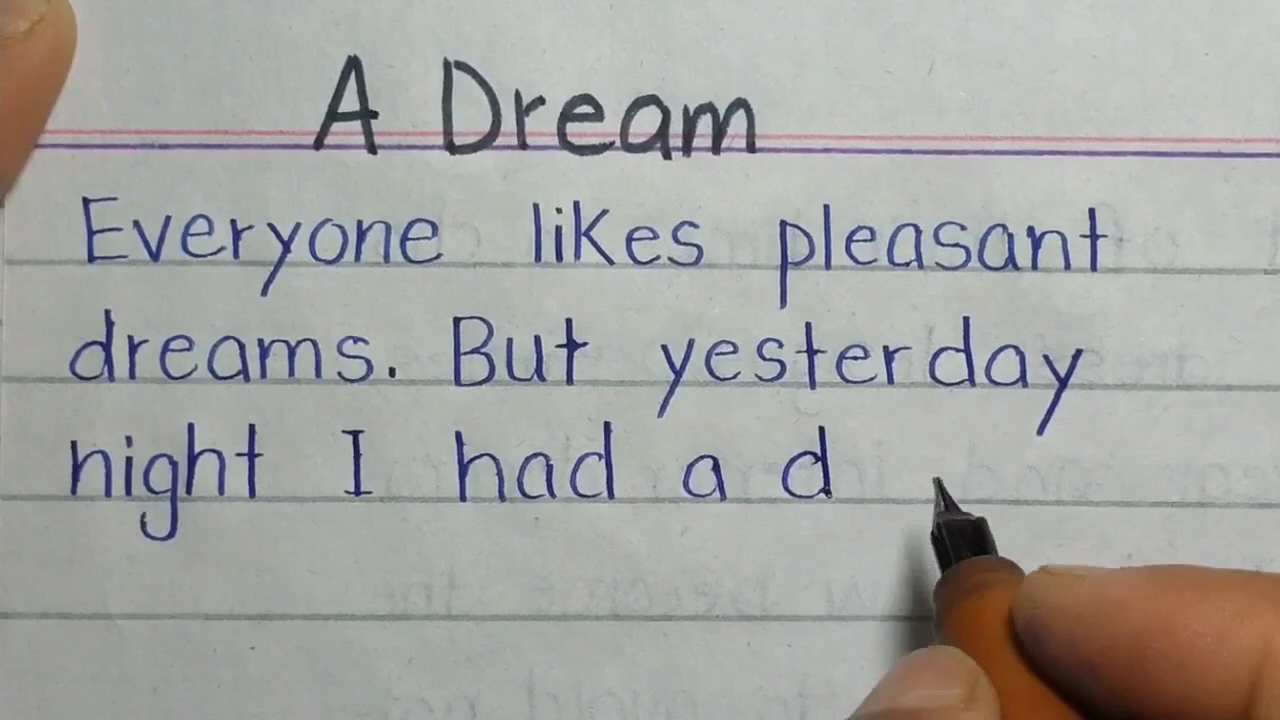 A Dream
Everyone likes pleasant
dreams. But yesterday
night I had a d